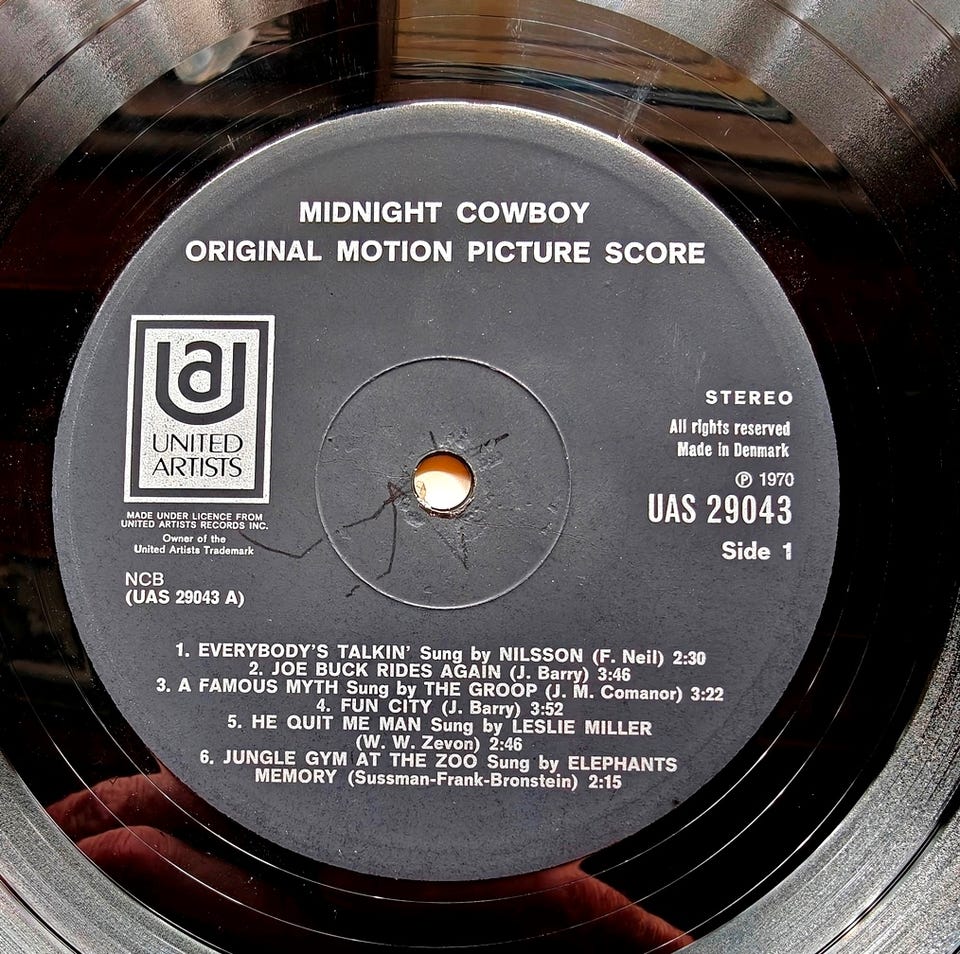 MIDNIGHT COWBOY
ORIGINAL MOTION PICTURE SCORE
ua
UNITED
ARTISTS
MADE UNDER LICENCE FROM
UNITED ARTISTS RECORDS INC.
Owner of the
United Artists Trademark
NCB
(UAS 29043 A)
STEREO
All rights reserved
Made in Denmark
Ⓟ 1970
UAS 29043
Side 1
1. EVERYBODY'S TALKIN' Sung by NILSSON (F. Neil) 2:30
2. JOE BUCK RIDES AGAIN (J. Barry) 3:46
3. A FAMOUS MYTH Sung by THE GROOP (J. M. Comanor) 3:22
4. FUN CITY (J. Barry) 3:52
5. HE QUIT ME MAN Sung by LESLIE MILLER
(W. W. Zevon) 2:46
6. JUNGLE GYM AT THE ZOO Sung by ELEPHANTS
MEMORY (Sussman-Frank-Bronstein) 2:15